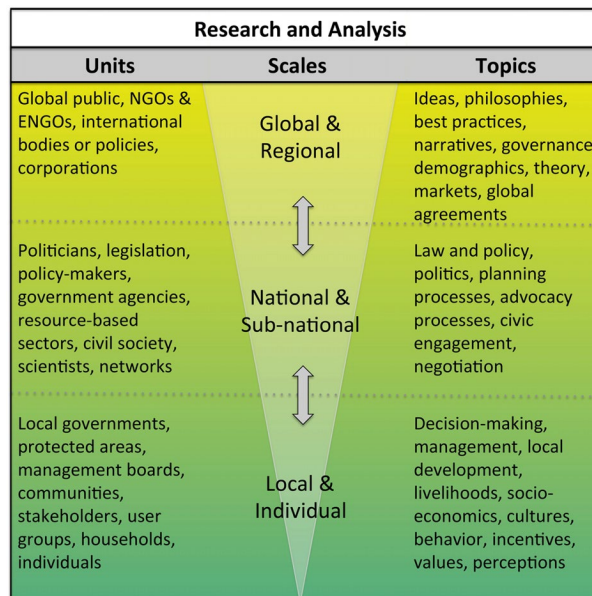 Research and Analysis
Units
Scales
Topics
Global public, NGOs &
ENGOs, international
bodies or policies,
corporations
Global &
Regional
Ideas, philosophies,
best practices,
narratives, governance
demographics, theory,
markets, global
agreements
Politicians, legislation,
policy-makers,
government agencies,
resource-based
sectors, civil society,
scientists, networks
National &
Sub-national
Law and policy,
politics, planning
processes, advocacy
processes, civic
engagement,
negotiation
Local governments,
protected areas,
management boards,
communities,
stakeholders, user
groups, households,
individuals
Local &
Individual
Decision-making,
management, local
development,
livelihoods, socio-
economics, cultures,
behavior, incentives,
values, perceptions